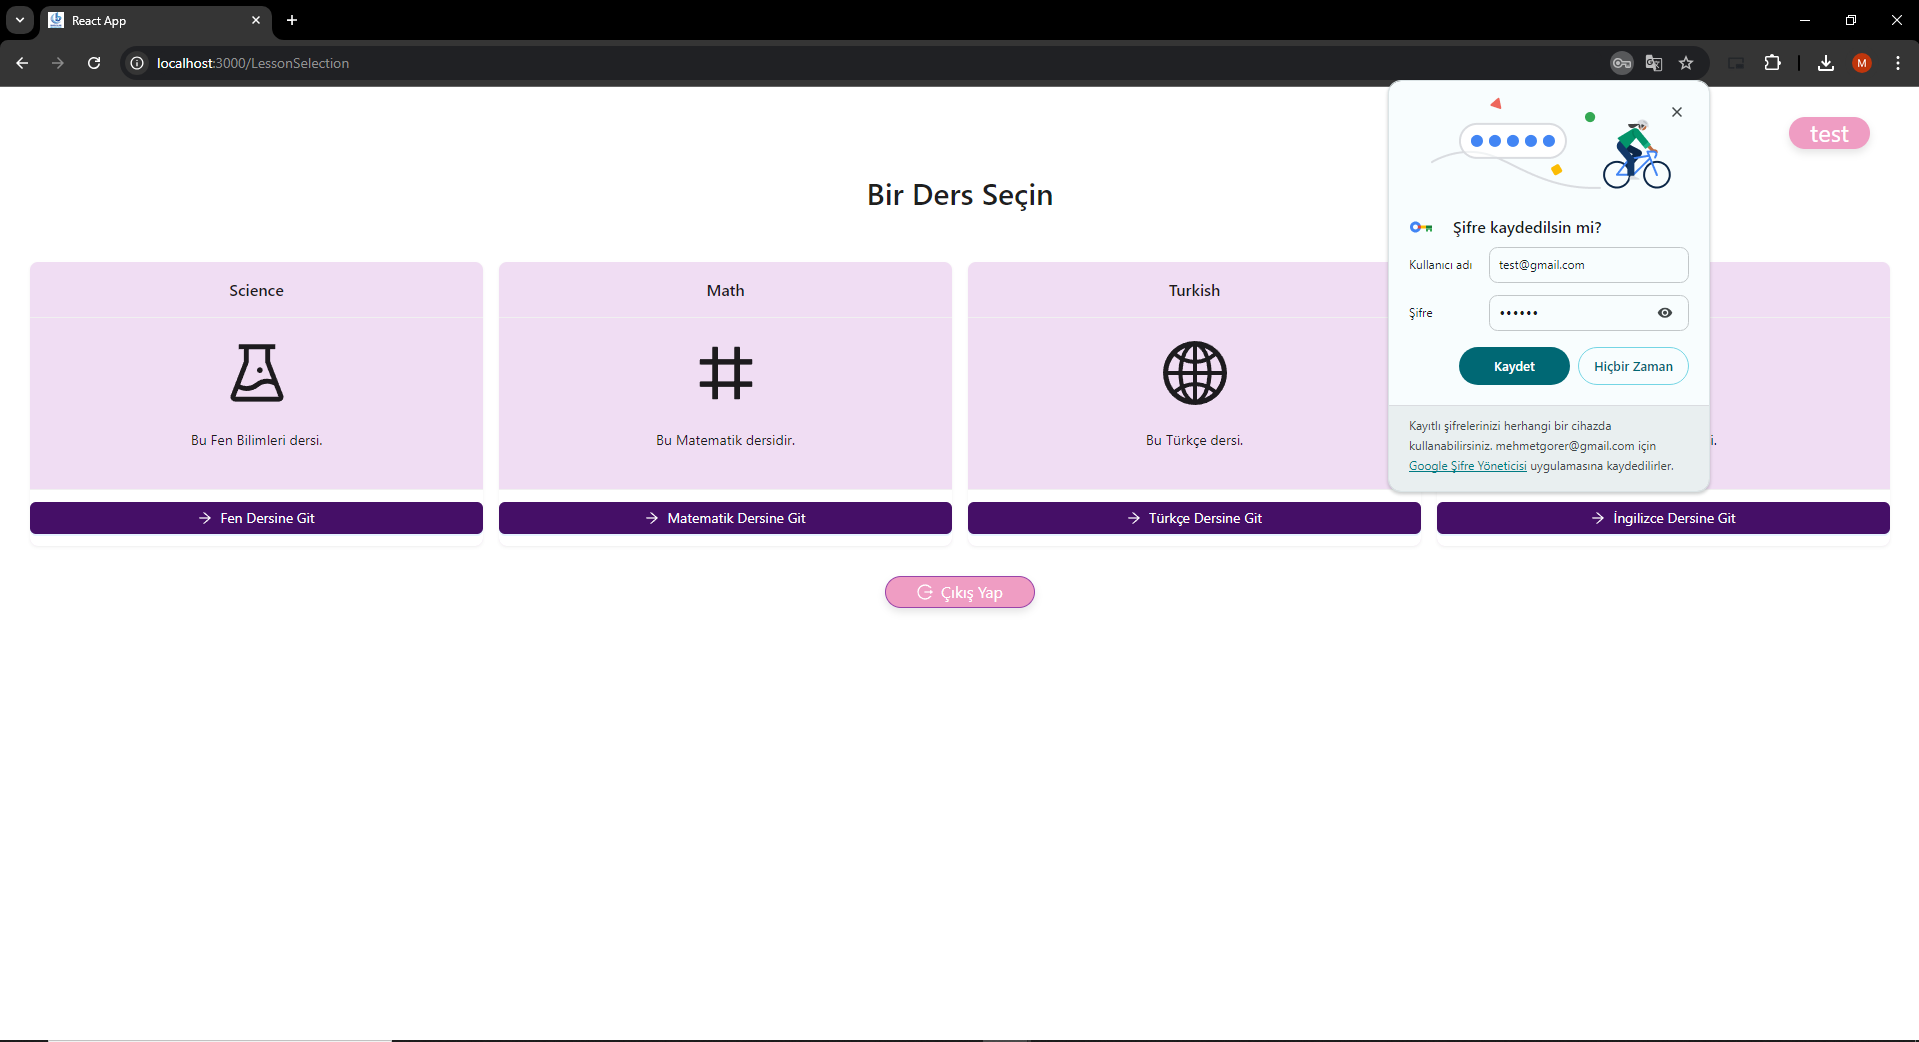 React App
localhost:3000/LessonSelection
M
test
Bir Ders Seçin
Şifre kaydedilsin mi?
Kullanıcı adı
test@gmail.com
Şifre
••••••
Kaydet
Hiçbir Zaman
Kayıtlı şifrelerinizi herhangi bir cihazda
kullanabilirsiniz. mehmetgorer@gmail.com için
Google Şifre Yöneticisi uygulamasına kaydedilirler.
Science
Bu Fen Bilimleri dersi.
Fen Dersine Git
Math
Bu Matematik dersidir.
Matematik Dersine Git
Turkish
Bu Türkçe dersi.
Türkçe Dersine Git
i.
İngilizce Dersine Git
Çıkış Yap